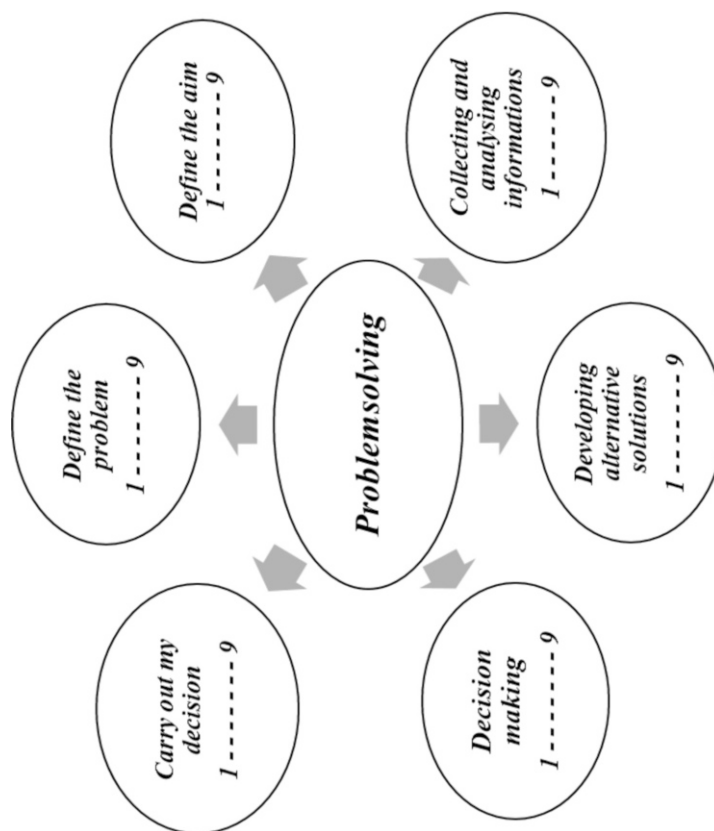 Define the
problem
1 - - - - - - - 9
Define the aim
1 - - - - - - - 9
Collecting and
analysing
informations
1 - - - - - - 9
Developing
alternative
solutions
1 - - - - - - - 9
Decision
making
1 - - - - - - - - 9
Carry out my
decision
1 - - - - - - - - 9
Problemsolving